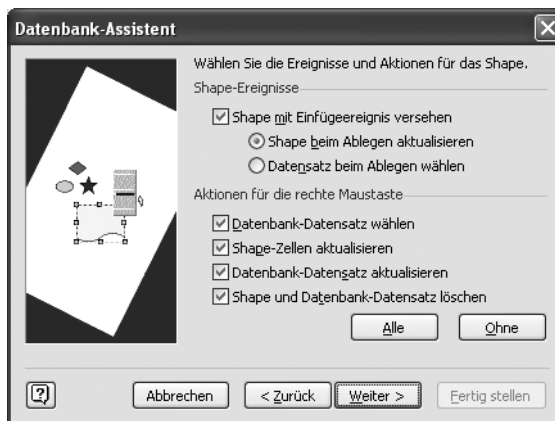 Datenbank-Assistent
Wählen Sie die Ereignisse und Aktionen für das Shape.
Shape-Ereignisse
Shape mit Einfügeereignis versehen
Shape beim Ablegen aktualisieren
Datensatz beim Ablegen wählen
Aktionen für die rechte Maustaste
Datenbank-Datensatz wählen
Shape-Zellen aktualisieren
Datenbank-Datensatz aktualisieren
Shape und Datenbank-Datensatz löschen
Alle Ohne
Abbrechen < Zurück Weiter > Fertig stellen